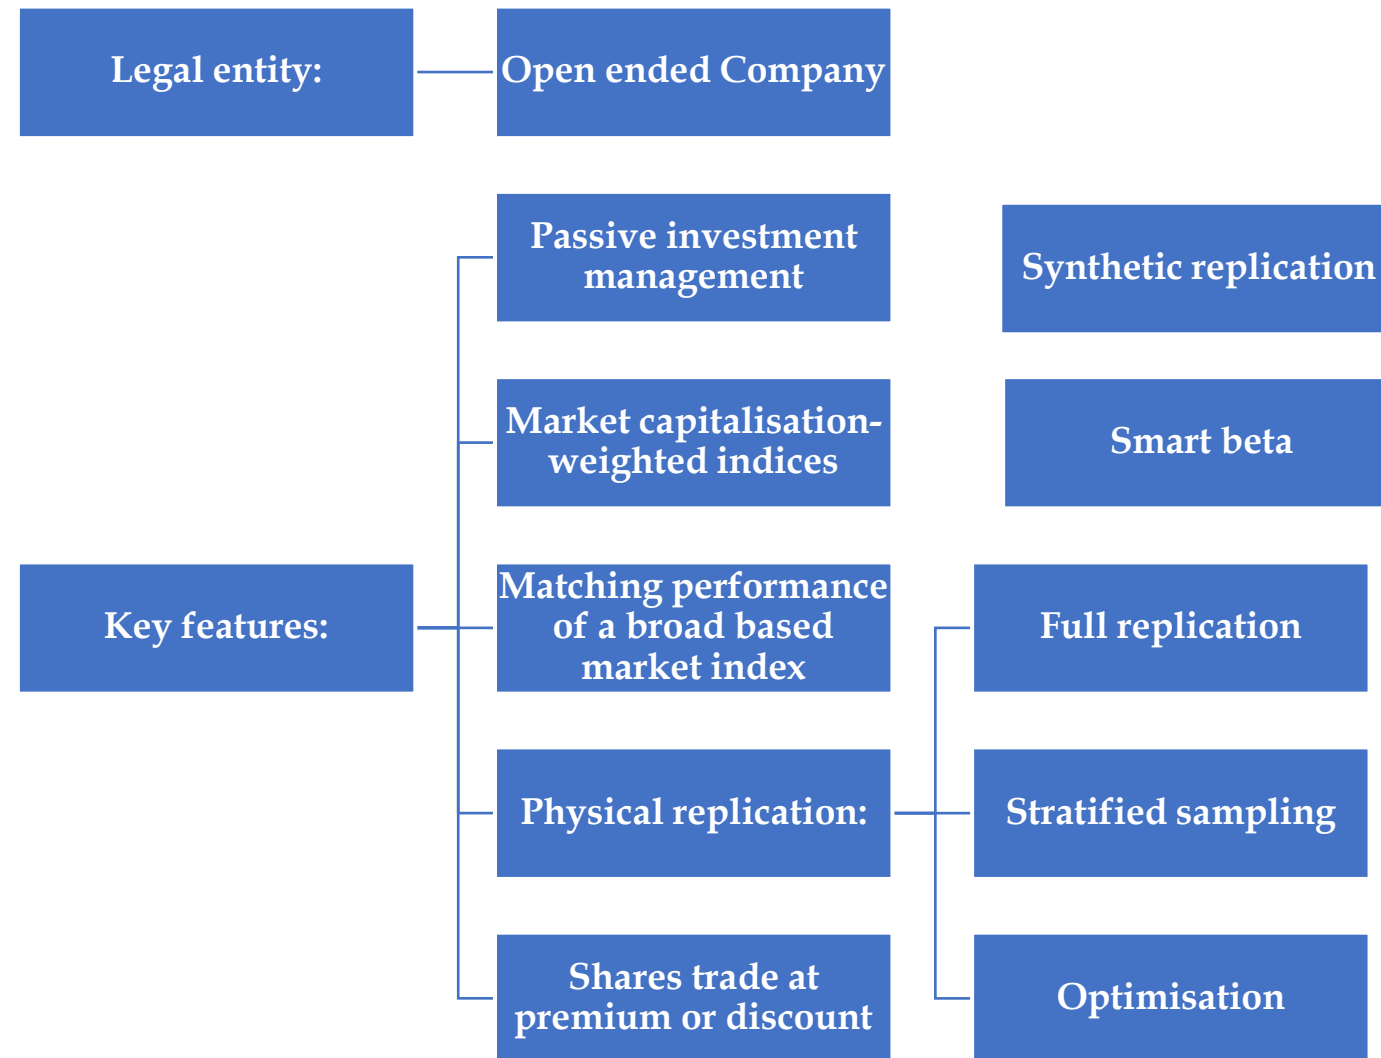 Legal entity:
Open ended Company
Key features:
Passive investment
management
Market capitalisation-
weighted indices
Matching performance
of a broad based
market index
Physical replication:
Shares trade at
premium or discount
Synthetic replication
Smart beta
Full replication
Stratified sampling
Optimisation